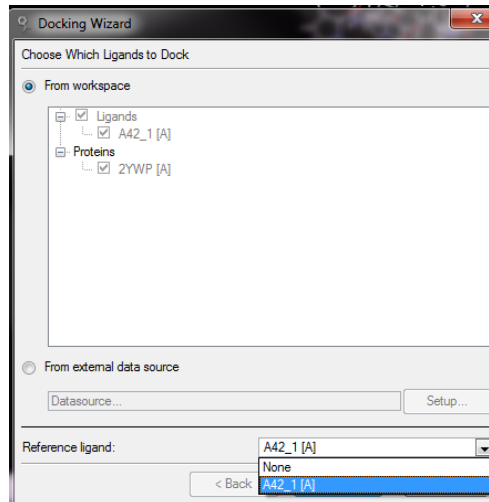 Docking Wizard
Choose Which Ligands to Dock
From workspace
Ligands
A42_1 [A]
Proteins
2YWP [A]
From external data source
Datasource...
Setup...
Reference ligand:
A42_1 [A]
None
< Back
A42_1 [A]